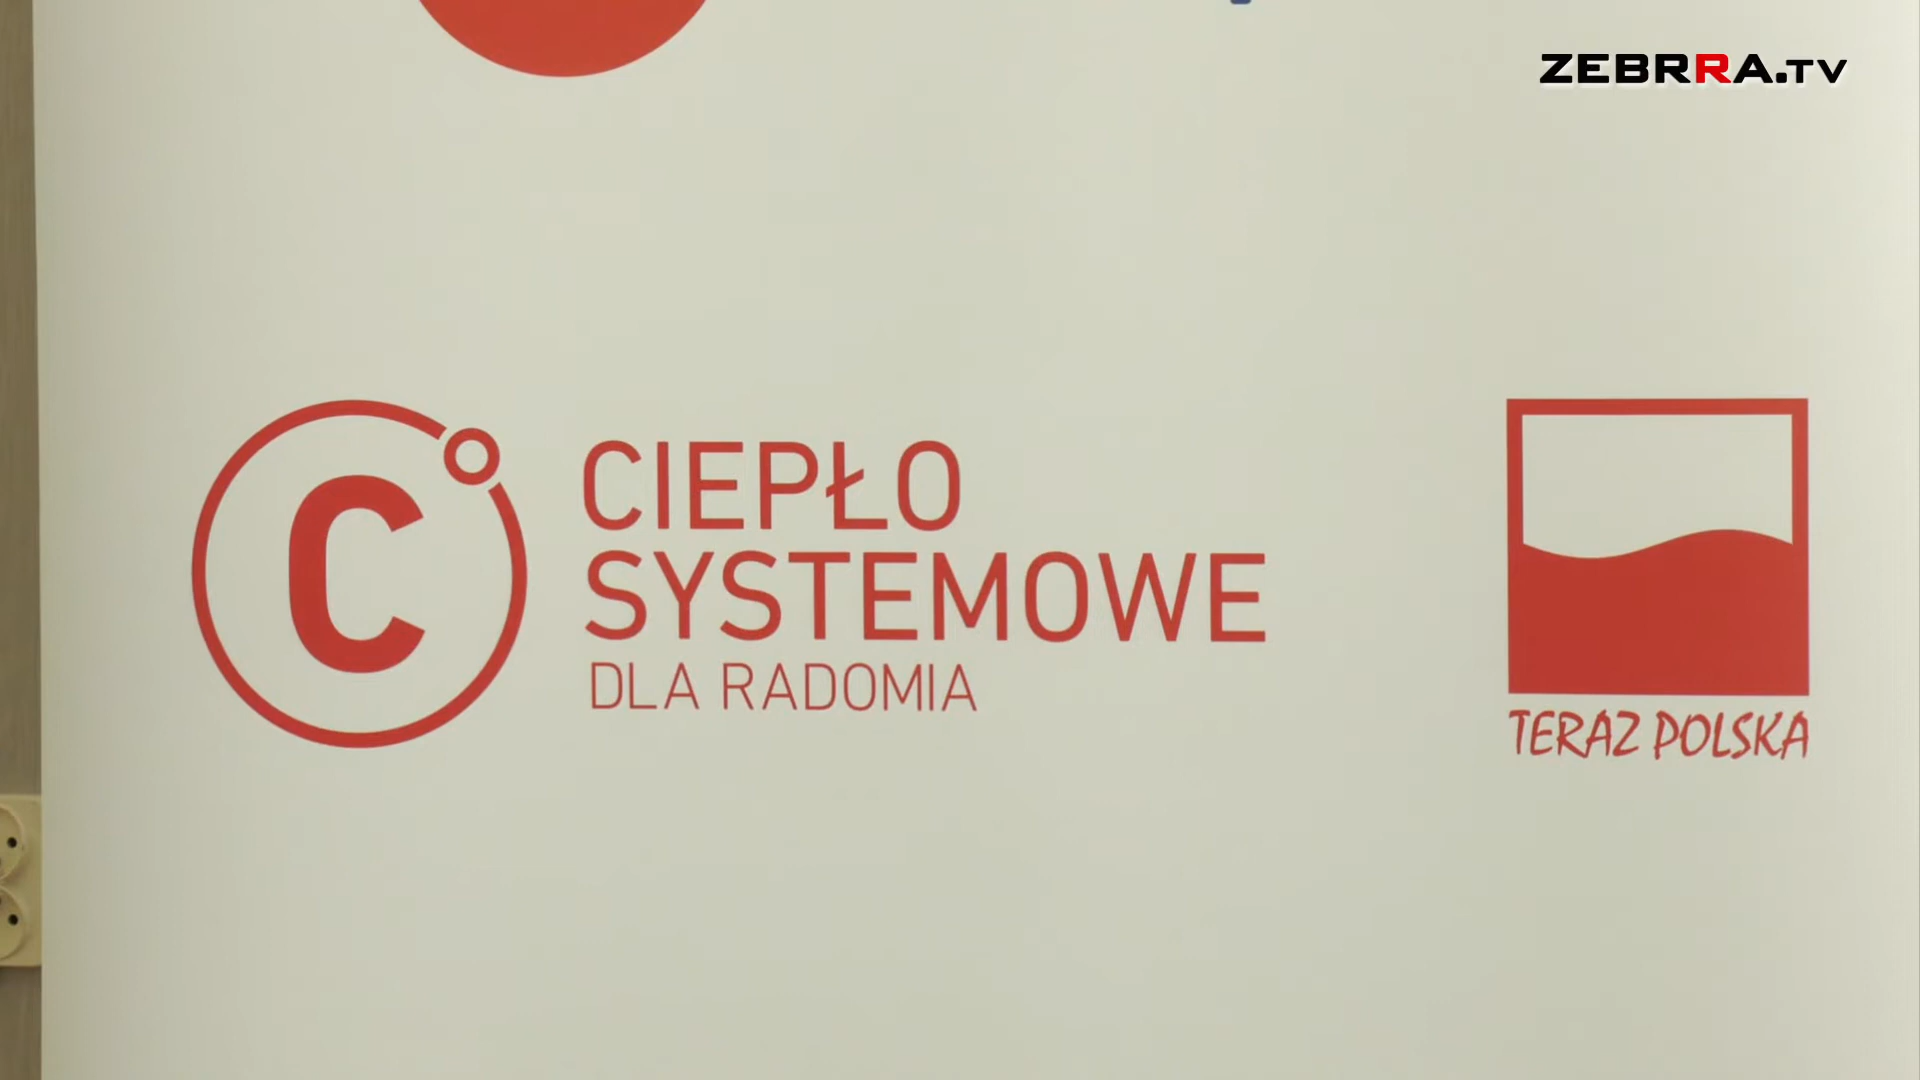 ZEBRRA.TV
C
CIEPŁO
SYSTEMOWE
DLA RADOMIA
TERAZ POLSKA